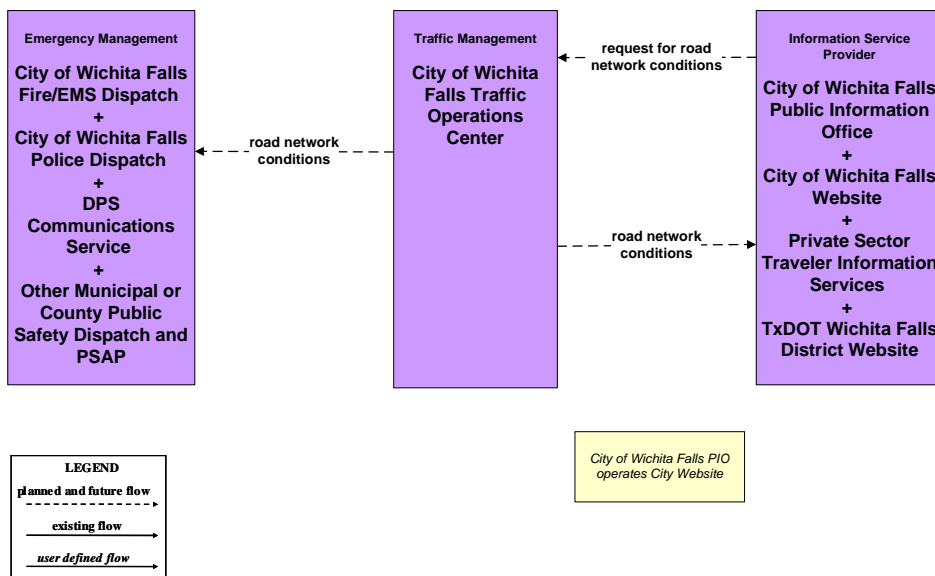 Emergency Management
City of Wichita Falls
Fire/EMS Dispatch
+
City of Wichita Falls
Police Dispatch
+
DPS
Communications
Service
+
Other Municipal or
County Public
Safety Dispatch and
PSAP
road network
conditions
Traffic Management
City of Wichita
Falls Traffic
Operations
Center
request for road
network conditions
road network
conditions
Information Service
Provider
City of Wichita Falls
Public Information
Office
+
City of Wichita Falls
Website
+
Private Sector
Traveler Information
Services
+
TxDOT Wichita Falls
District Website
City of Wichita Falls PIO
operates City Website
LEGEND
planned and future flow
existing flow
user defined flow